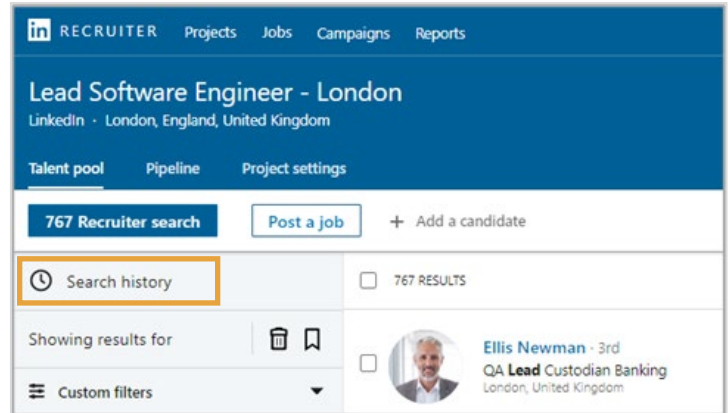 in RECRUITER Projects Jobs Campaigns Reports
Lead Software Engineer - London
LinkedIn · London, England, United Kingdom
Talent pool Pipeline Project settings
767 Recruiter search Post a job + Add a candidate
Search history
767 RESULTS
Showing results for
Ellis Newman · 3rd
QA Lead Custodian Banking
London, United Kingdom
Custom filters